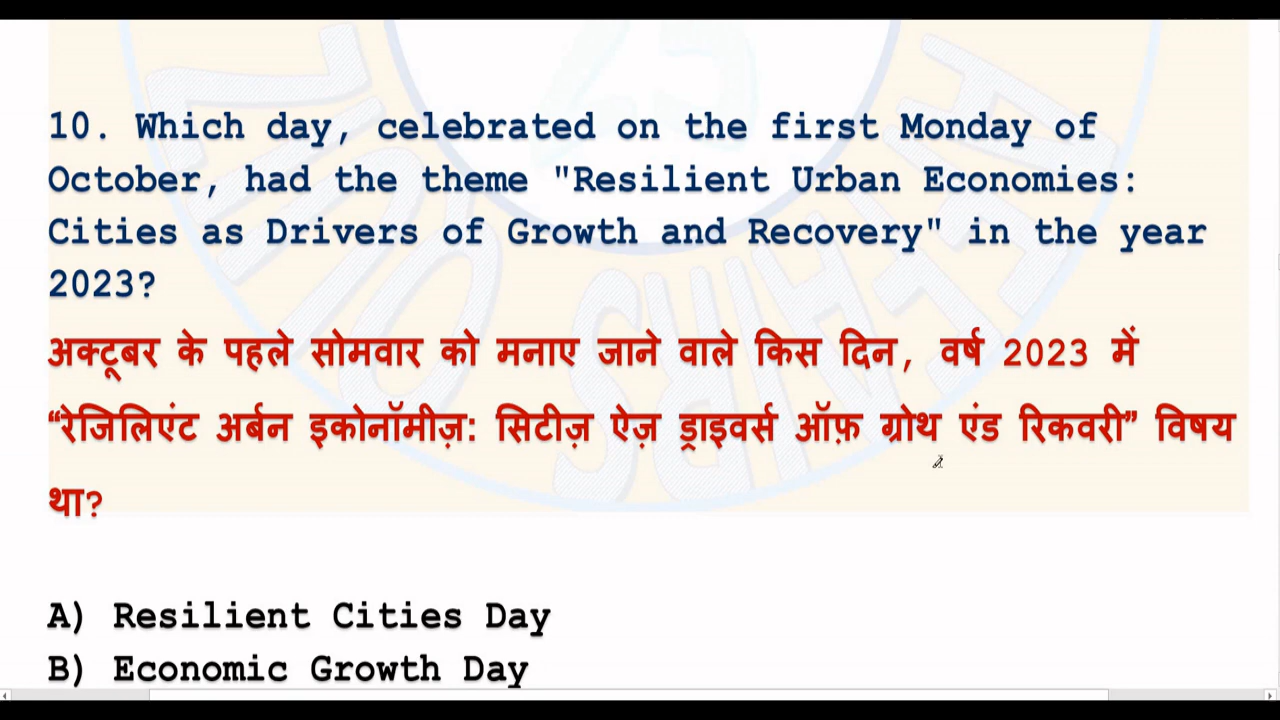 10. Which day, celebrated on the first Monday of
October, had the theme "Resilient Urban Economies:
Cities as Drivers of Growth and Recovery" in the year
2023?
अक्टूबर के पहले सोमवार को मनाए जाने वाले किस दिन, वर्ष 2023 में
“रेजिलिएंट अर्बन इकोनॉमीज़: सिटीज़ ऐज़ ड्राइवर्स ऑफ़ ग्रोथ एंड रिकवरी” विषय
था?
A) Resilient Cities Day
B) Economic Growth Day